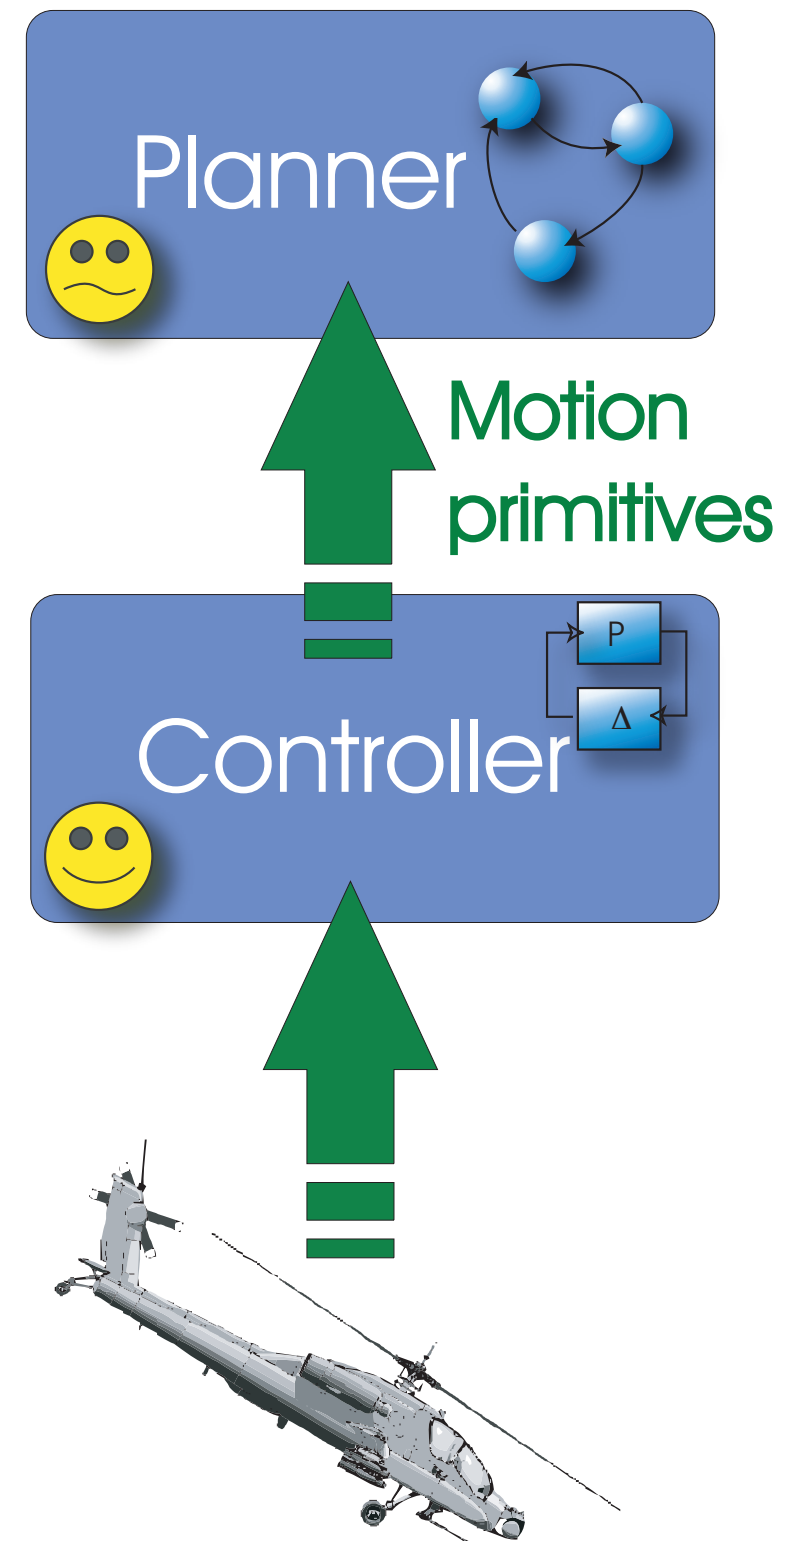 Planner
Motion
primitives
P
Controller
Δ